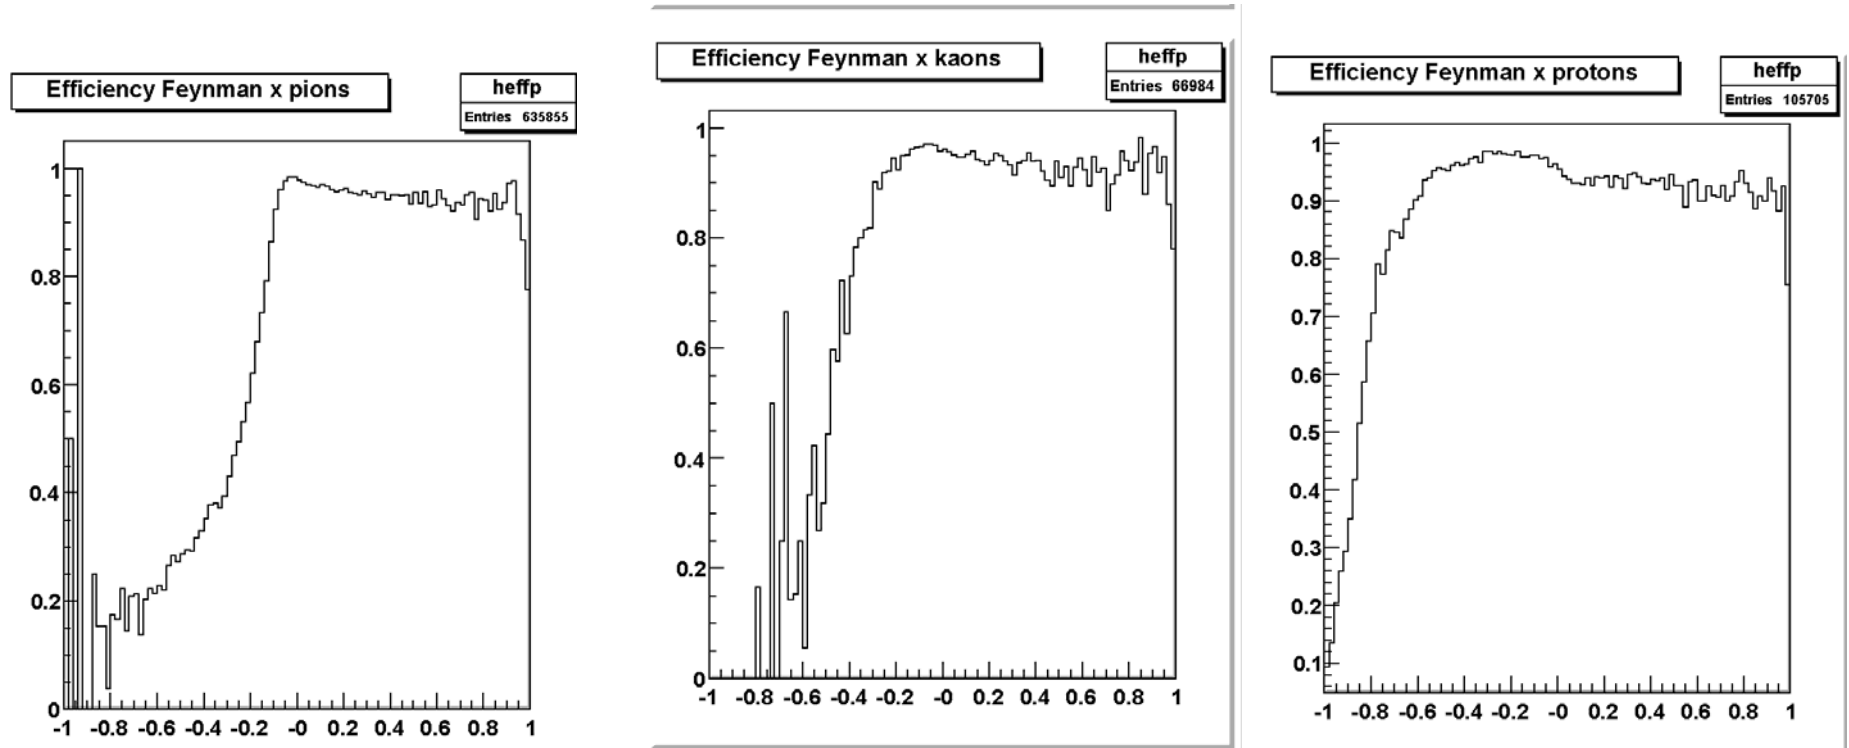 Efficiency Feynman x pions
heffp
Entries 635855
1
0.8
0.6
0.4
0.2
0
-1 -0.8 -0.6 -0.4 -0.2 -0 0.2 0.4 0.6 0.8 1
Efficiency Feynman x kaons
heffp
Entries 66984
1
0.8
0.6
0.4
0.2
0
-1 -0.8 -0.6 -0.4 -0.2 -0 0.2 0.4 0.6 0.8 1
Efficiency Feynman x protons
heffp
Entries 105705
1
0.9
0.8
0.7
0.6
0.5
0.4
0.3
0.2
0.1
-1 -0.8 -0.6 -0.4 -0.2 -0 0.2 0.4 0.6 0.8 1